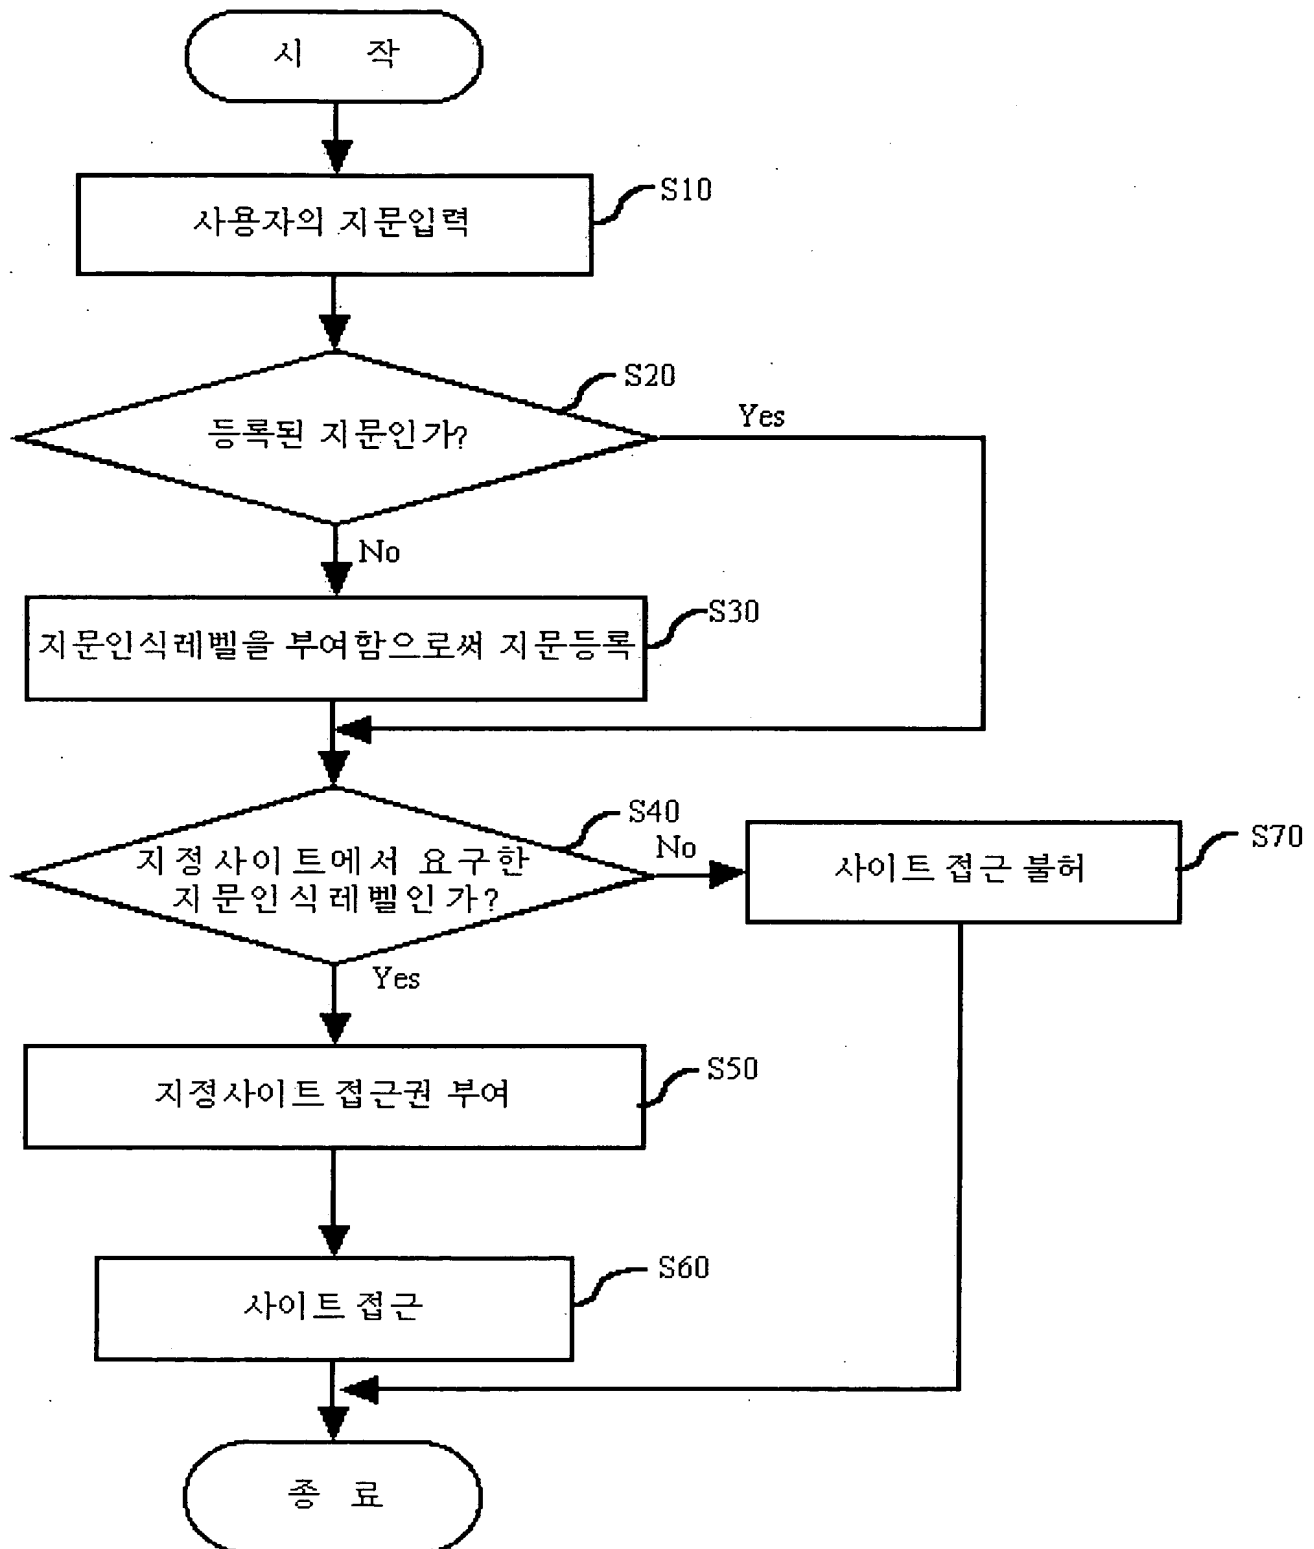 시 작
사용자의 지문입력
S10
등록된 지문인가?
S20
Yes
No
지문인식레벨을 부여함으로써 지문등록
S30
지정사이트에서 요구한
지문인식레벨인가?
S40
No
사이트 접근 불허
S70
Yes
지정사이트 접근권 부여
S50
사이트 접근
S60
종 료